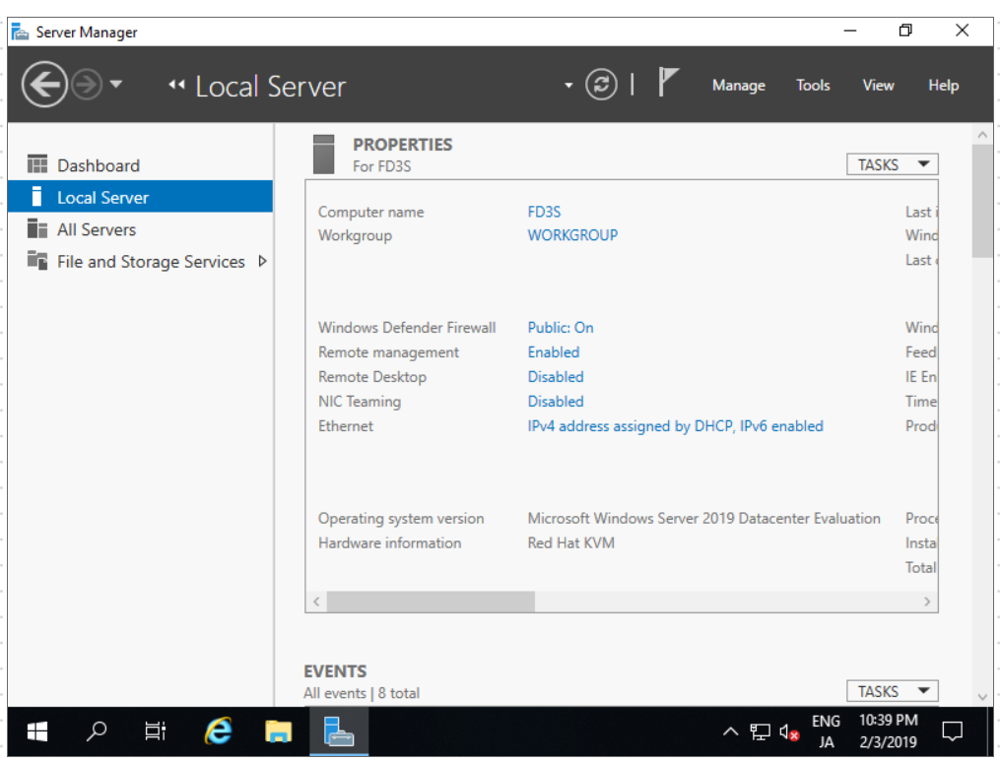 Server Manager
Local Server
Manage Tools View Help
Dashboard
Local Server
All Servers
File and Storage Services
PROPERTIES
For FD3S
TASKS
Computer name FD3S Last i
Workgroup WORKGROUP Wind
Last
Windows Defender Firewall Public: On Wind
Remote management Enabled Feed
Remote Desktop Disabled IE En
NIC Teaming Disabled Time
Ethernet IPv4 address assigned by DHCP, IPv6 enabled Prod
Operating system version Microsoft Windows Server 2019 Datacenter Evaluation Proce
Hardware information Red Hat KVM Insta
Total
EVENTS
All events | 8 total
TASKS
ENG 10:39 PM
JA 2/3/2019